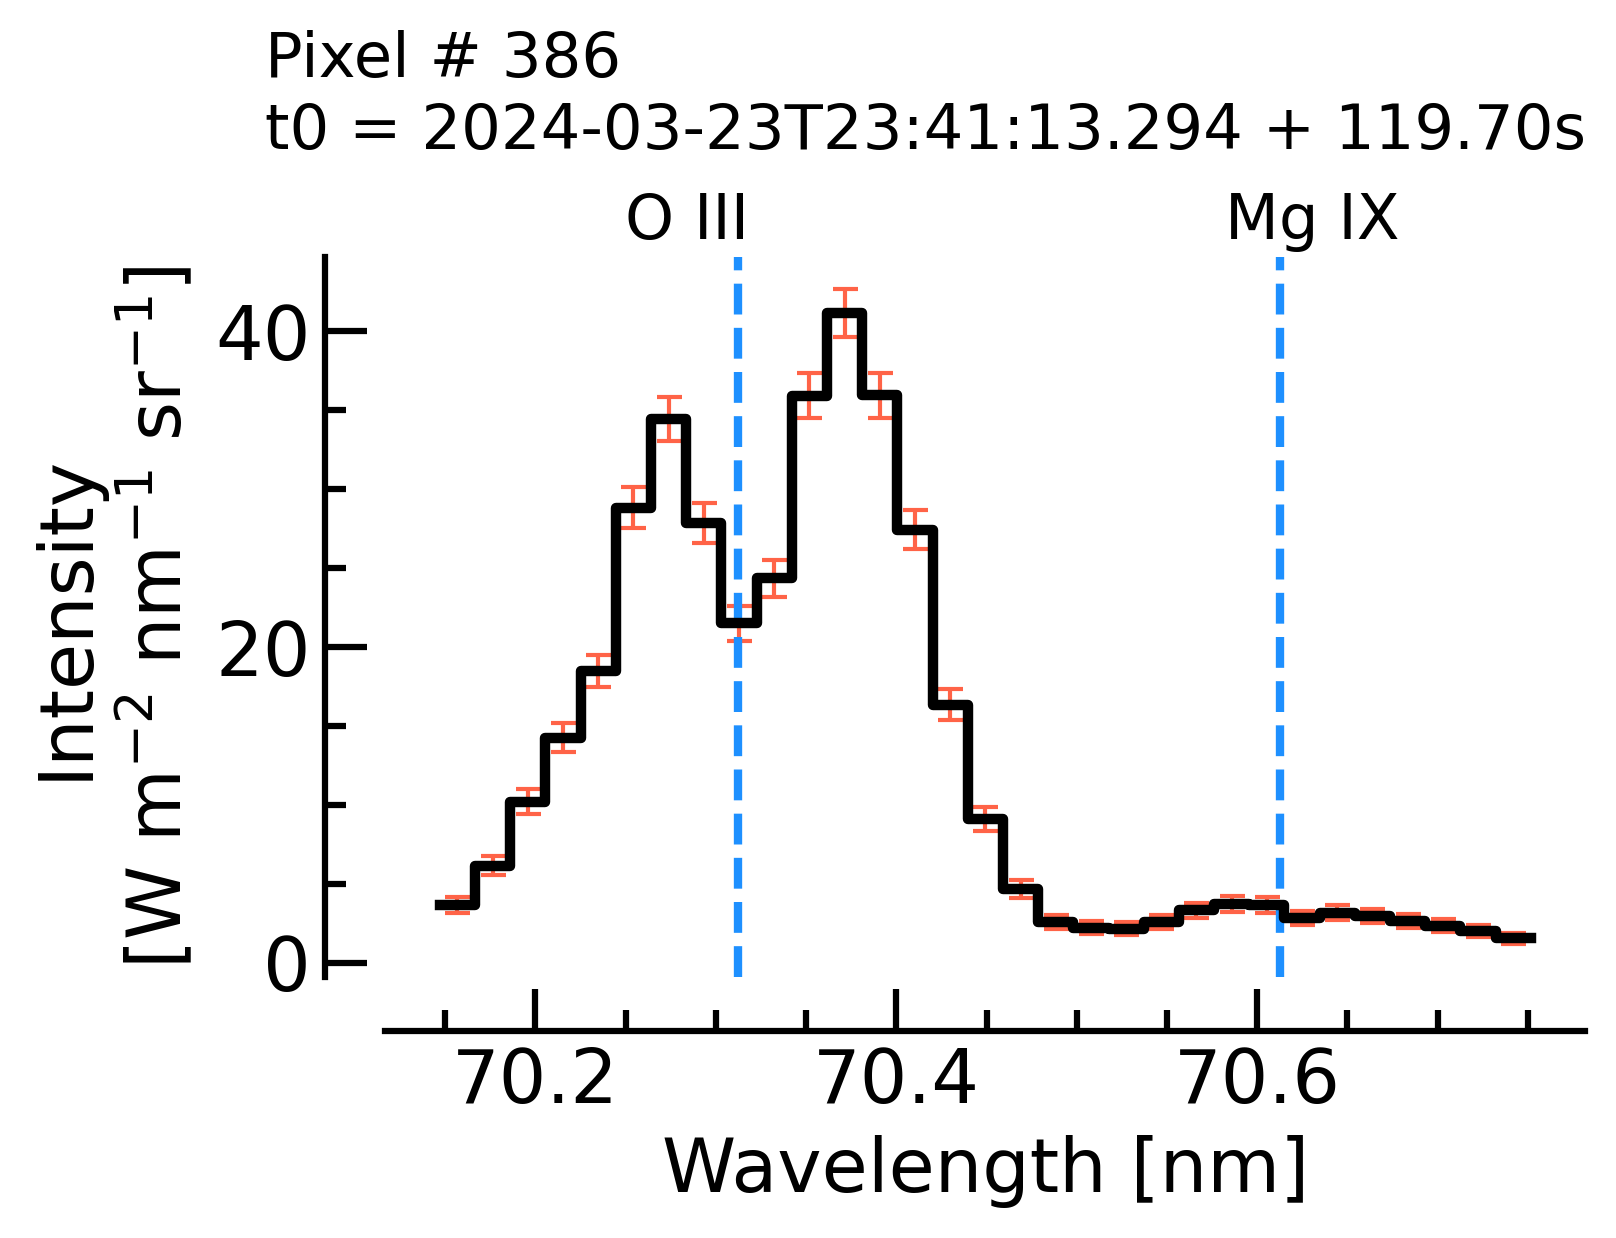 Pixel # 386
t0 = 2024-03-23T23:41:13.294 + 119.70s
O III
Mg IX
Intensity
[W m⁻² nm⁻¹ sr⁻¹]
40
20
0
70.2
70.4
70.6
Wavelength [nm]